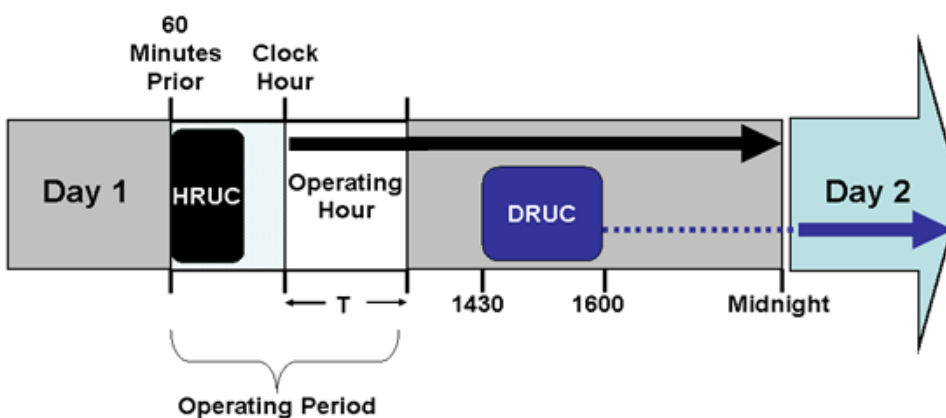 60
Minutes
Prior
Clock
Hour
Day 1
HRUC
Operating
Hour
DRUC
Day 2
T
1430
1600
Midnight
Operating Period